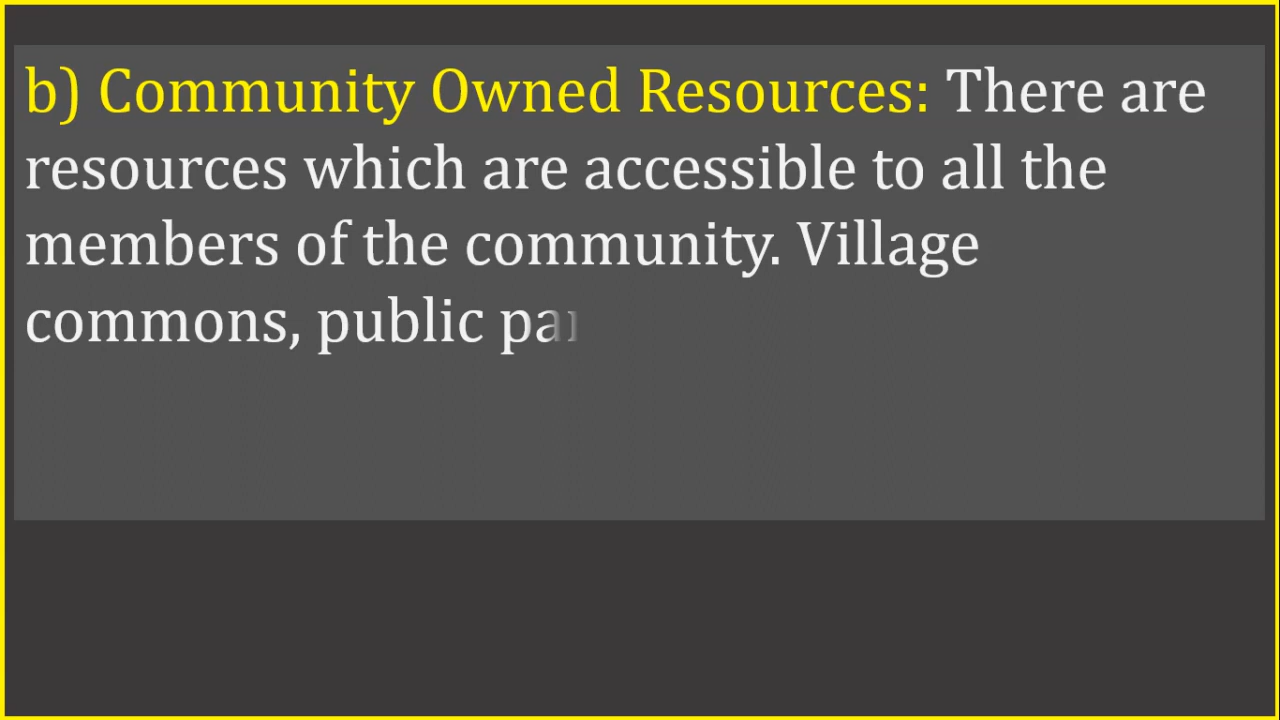 b) Community Owned Resources: There are
resources which are accessible to all the
members of the community. Village
commons, public